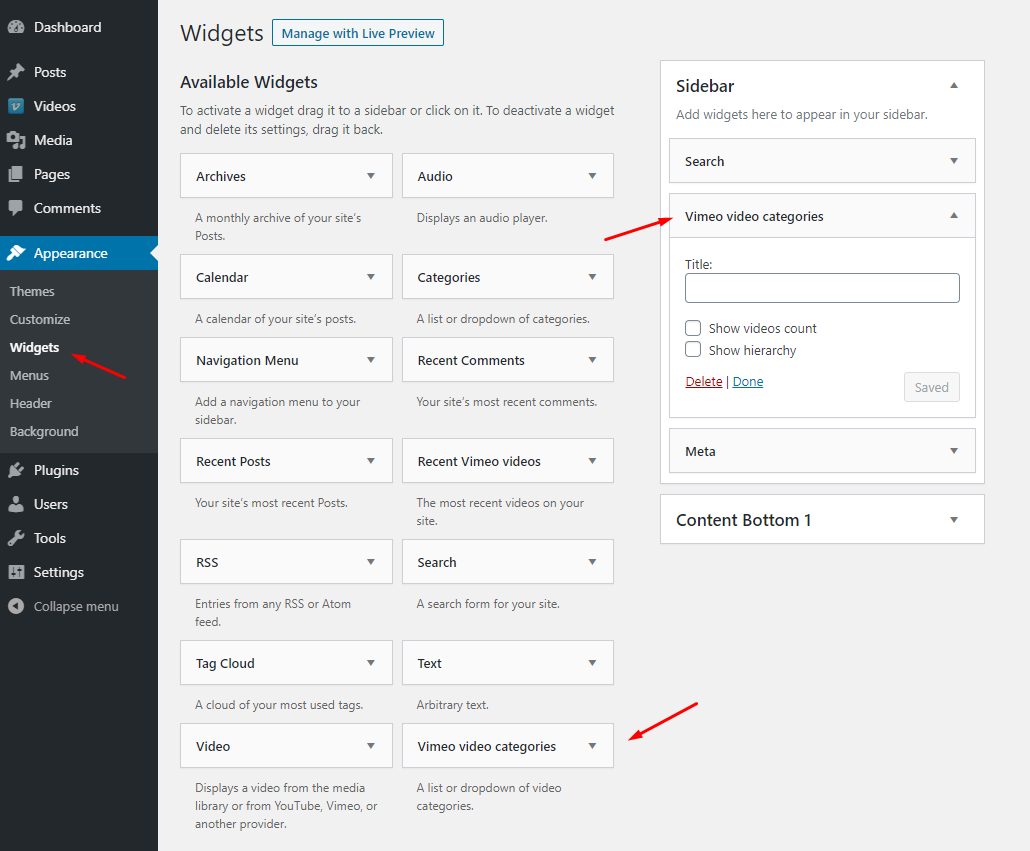 Dashboard
Posts
Videos
Media
Pages
Comments
Appearance
Themes
Customize
Widgets
Menus
Header
Background
Plugins
Users
Tools
Settings
Collapse menu
Widgets
Manage with Live Preview
Available Widgets
To activate a widget drag it to a sidebar or click on it. To deactivate a widget
and delete its settings, drag it back.
Archives
A monthly archive of your site's
Posts.
Audio
Displays an audio player.
Calendar
A calendar of your site's posts.
Categories
A list or dropdown of categories.
Navigation Menu
Add a navigation menu to your
sidebar.
Recent Comments
Your site's most recent comments.
Recent Posts
Your site's most recent Posts.
Recent Vimeo videos
The most recent videos on your
site.
RSS
Entries from any RSS or Atom
feed.
Search
A search form for your site.
Tag Cloud
A cloud of your most used tags.
Text
Arbitrary text.
Video
Displays a video from the media
library or from YouTube, Vimeo, or
another provider.
Vimeo video categories
A list or dropdown of video
categories.
Sidebar
Add widgets here to appear in your sidebar.
Search
Vimeo video categories
Title:
Show videos count
Show hierarchy
Delete | Done
Saved
Meta
Content Bottom 1